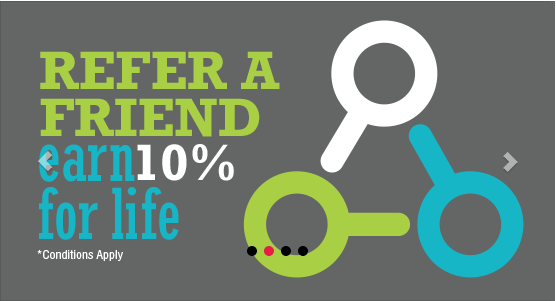 REFER A
FRIEND
earn10%
for life
*Conditions Apply